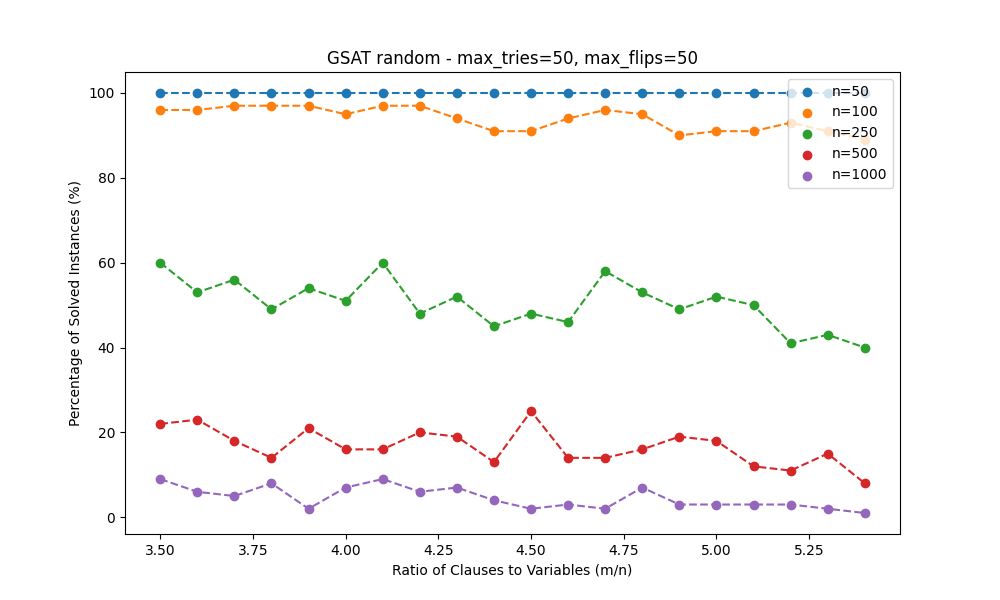 GSAT random - max_tries=50, max_flips=50
Percentage of Solved Instances (%)
100
80
60
40
20
0
n=50
n=100
n=250
n=500
n=1000
3.50 3.75 4.00 4.25 4.50 4.75 5.00 5.25
Ratio of Clauses to Variables (m/n)